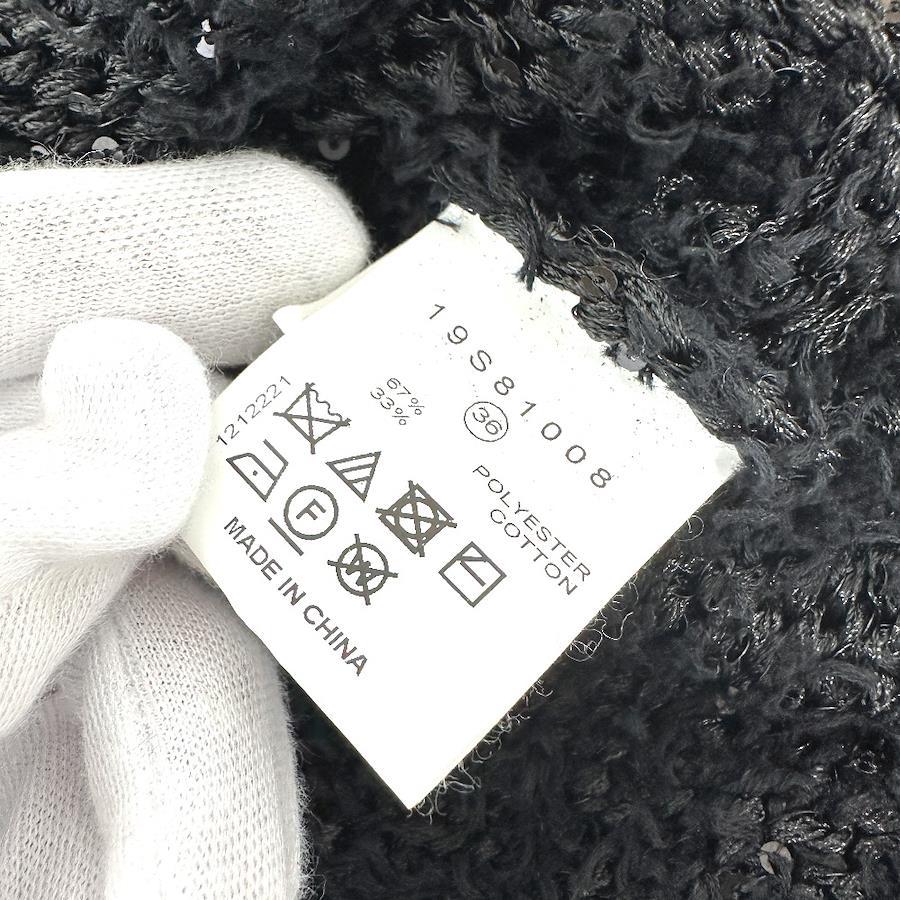 19S81008
36
67% POLYESTER
33% COTTON
1212221
F
W
MADE IN CHINA